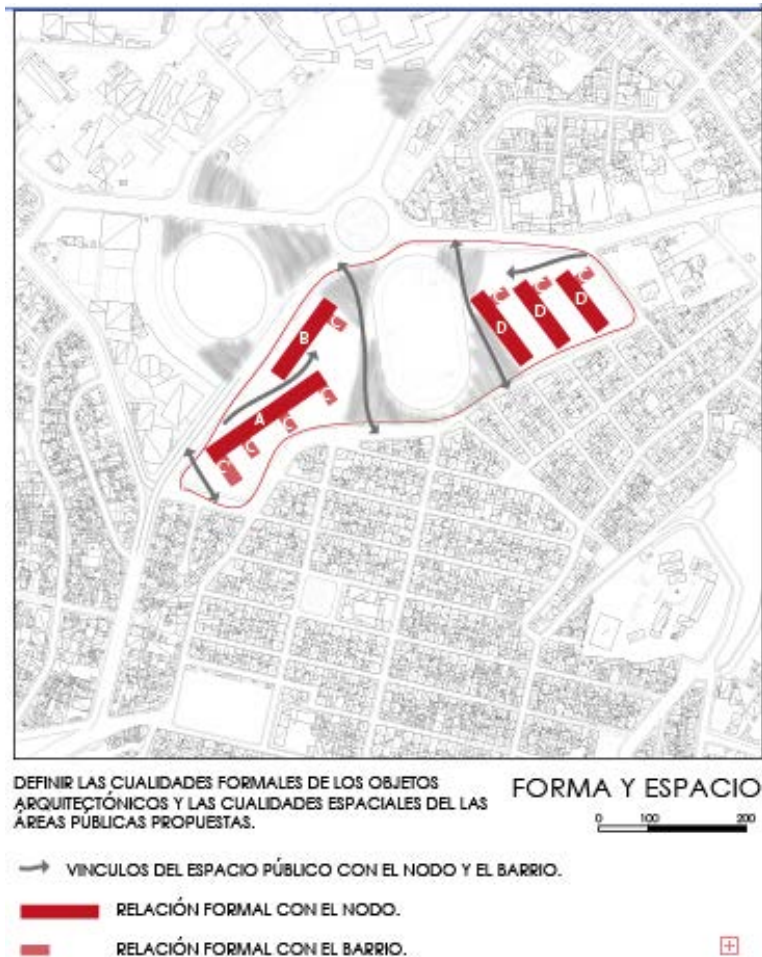 B
C
A
C
C
C
C
C
C
C
D
D
D
DEFINIR LAS CUALIDADES FORMALES DE LOS OBJETOS
ARQUITECTÓNICOS Y LAS CUALIDADES ESPACIALES DEL LAS
ÁREAS PÚBLICAS PROPUESTAS.
FORMA Y ESPACIO
0 100 200
VINCULOS DEL ESPACIO PÚBLICO CON EL NODO Y EL BARRIO.
RELACIÓN FORMAL CON EL NODO.
RELACIÓN FORMAL CON EL BARRIO.